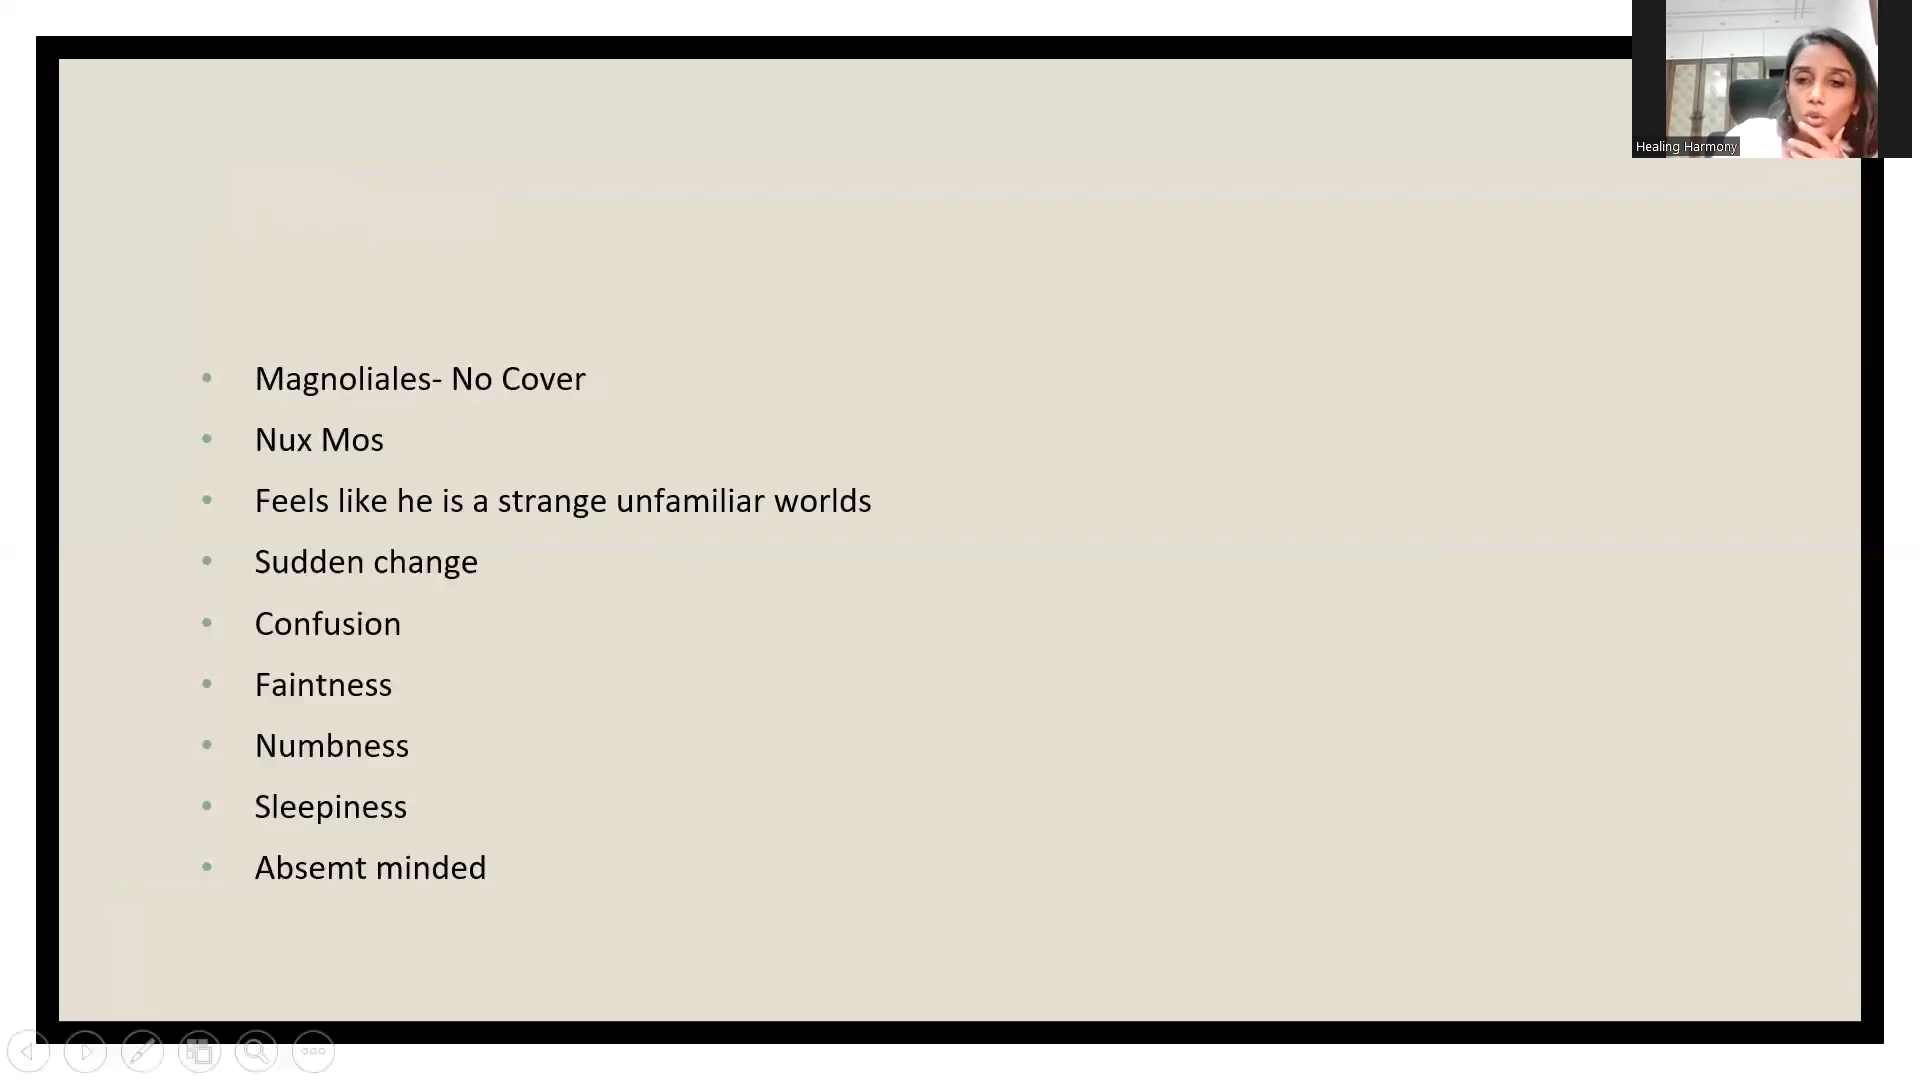 Healing Harmony
Magnoliales- No Cover
Nux Mos
Feels like he is a strange unfamiliar worlds
Sudden change
Confusion
Faintness
Numbness
Sleepiness
Absemt minded